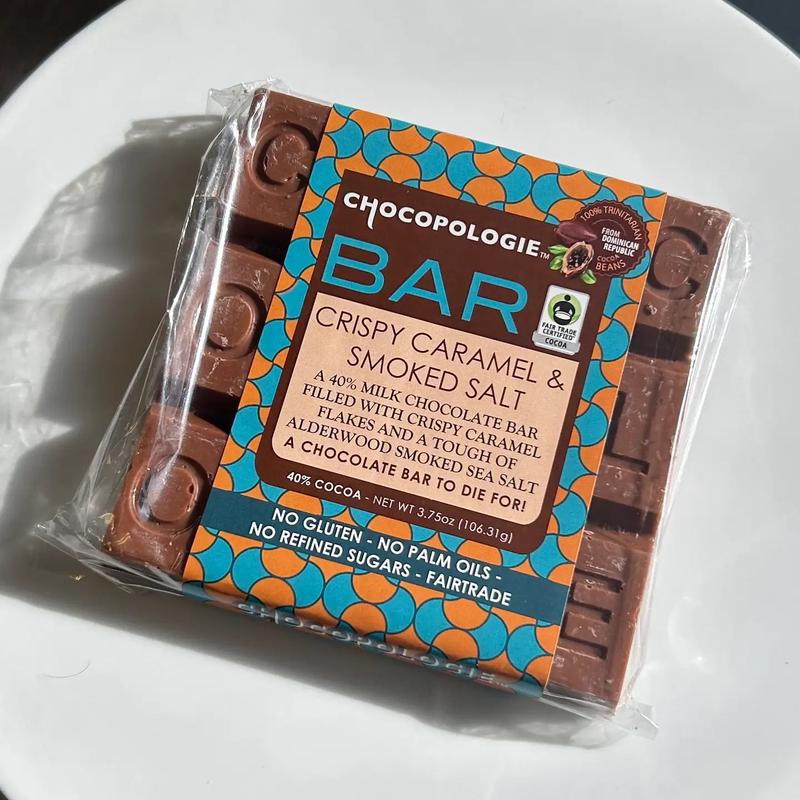 CHOCOPOLOGIE™
BAR
100% TRINITARIAN
FROM
DOMINICAN
REPUBLIC
COCOA
BEANS
FAIR TRADE
CERTIFIED
COCOA
CRISPY CARAMEL &
SMOKED SALT
A 40% MILK CHOCOLATE BAR
FILLED WITH CRISPY CARAMEL
FLAKES AND A TOUGH OF
ALDERWOOD SMOKED SEA SALT
A CHOCOLATE BAR TO DIE FOR!
40% COCOA - NET WT 3.75oz (106.31g)
NO GLUTEN - NO PALM OILS -
NO REFINED SUGARS - FAIRTRADE
CHOCOPOLOGIE
C
O
O
C
L
E